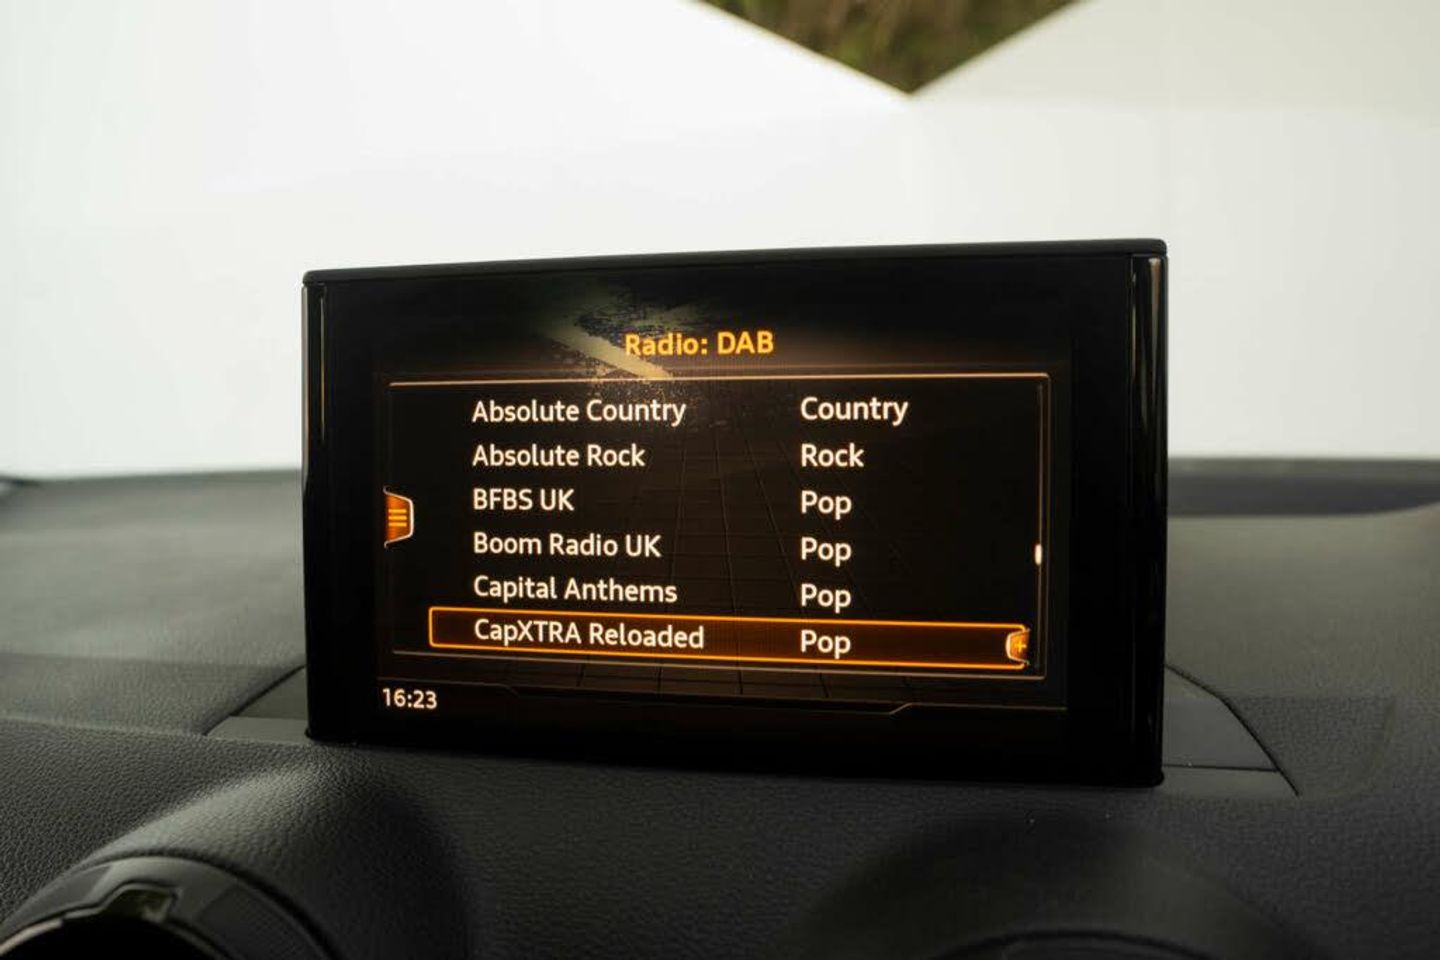 Radio: DAB
Absolute Country Country
Absolute Rock Rock
BFBS UK Pop
Boom Radio UK Pop
Capital Anthems Pop
CapXTRA Reloaded Pop
16:23